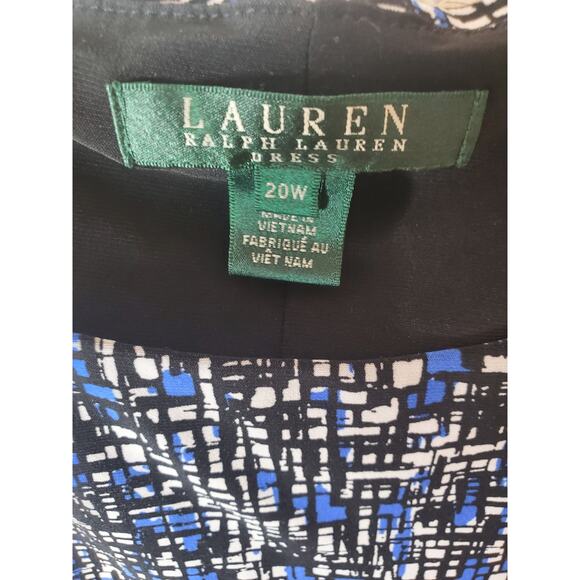 LAUREN
RALPH LAUREN
DRESS
20W
MADE IN
VIETNAM
FABRIQUÉ AU
VIÊT NAM